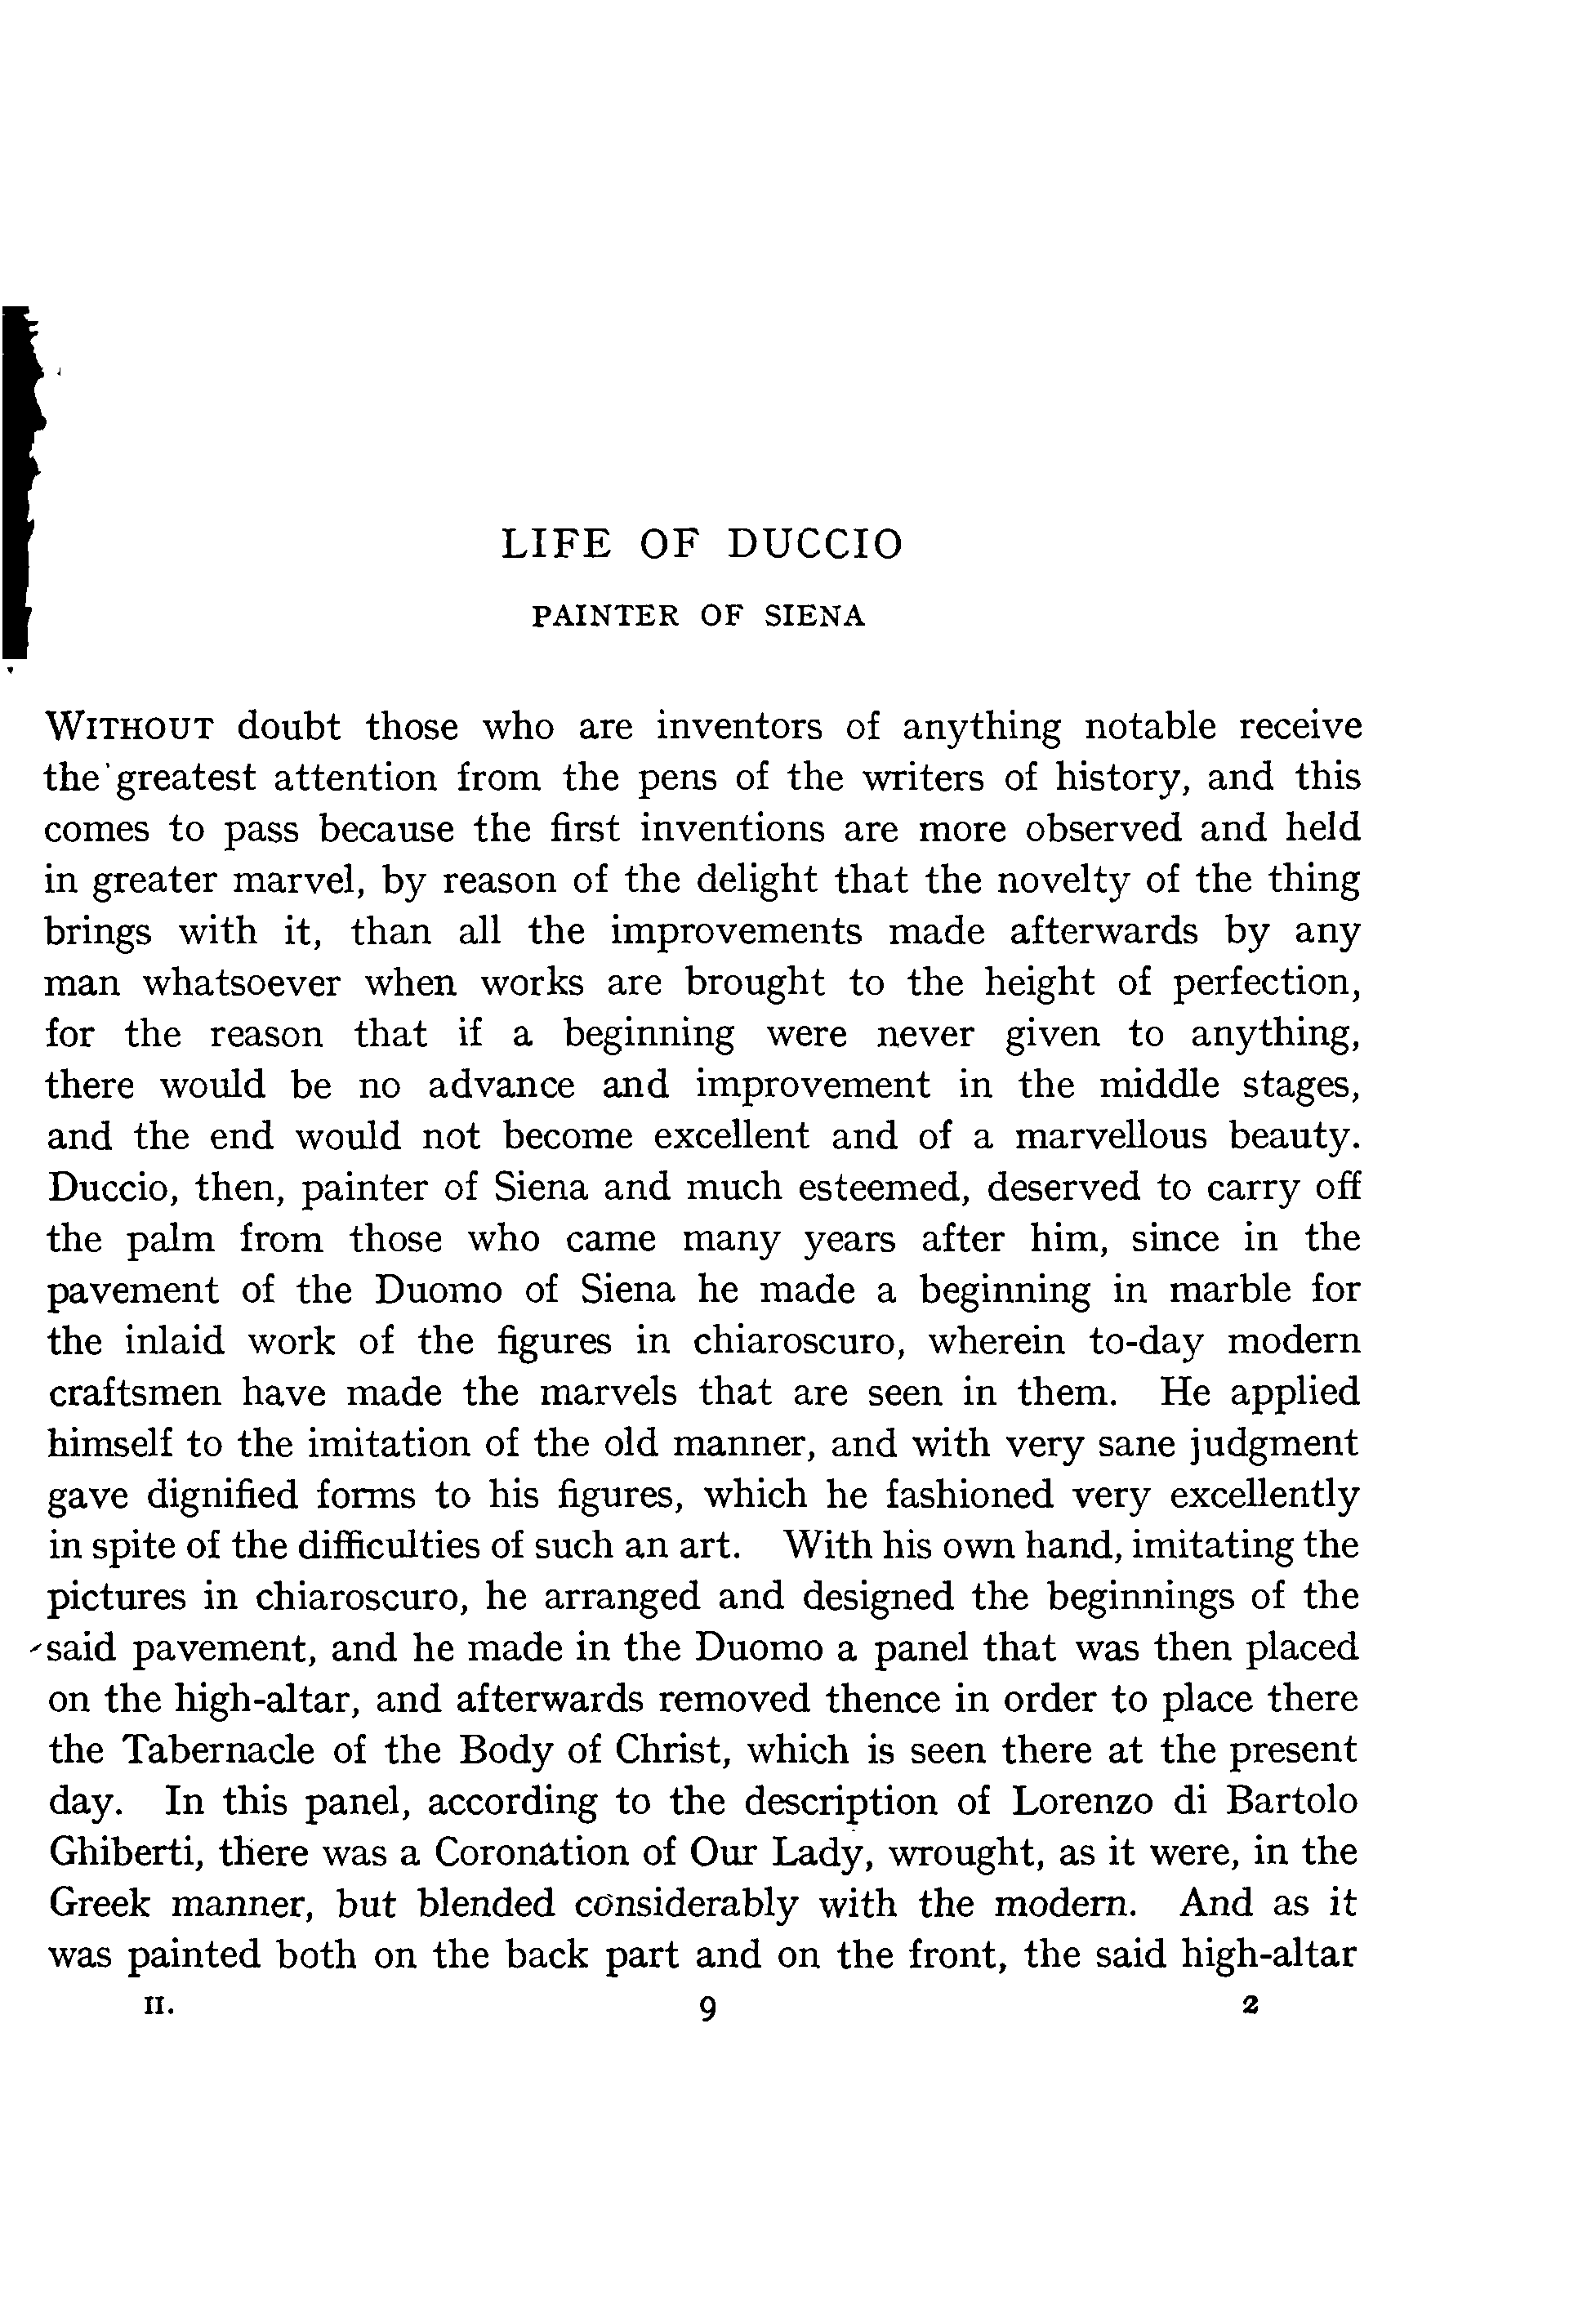 LIFE OF DUCCIO
PAINTER OF SIENA
WITHOUT doubt those who are inventors of anything notable receive
the greatest attention from the pens of the writers of history, and this
comes to pass because the first inventions are more observed and held
in greater marvel, by reason of the delight that the novelty of the thing
brings with it, than all the improvements made afterwards by any
man whatsoever when works are brought to the height of perfection,
for the reason that if a beginning were never given to anything,
there would be no advance and improvement in the middle stages,
and the end would not become excellent and of a marvellous beauty.
Duccio, then, painter of Siena and much esteemed, deserved to carry off
the palm from those who came many years after him, since in the
pavement of the Duomo of Siena he made a beginning in marble for
the inlaid work of the figures in chiaroscuro, wherein to-day modern
craftsmen have made the marvels that are seen in them. He applied
himself to the imitation of the old manner, and with very sane judgment
gave dignified forms to his figures, which he fashioned very excellently
in spite of the difficulties of such an art. With his own hand, imitating the
pictures in chiaroscuro, he arranged and designed the beginnings of the
said pavement, and he made in the Duomo a panel that was then placed
on the high-altar, and afterwards removed thence in order to place there
the Tabernacle of the Body of Christ, which is seen there at the present
day. In this panel, according to the description of Lorenzo di Bartolo
Ghiberti, there was a Coronation of Our Lady, wrought, as it were, in the
Greek manner, but blended considerably with the modern. And as it
was painted both on the back part and on the front, the said high-altar
II. 9 2